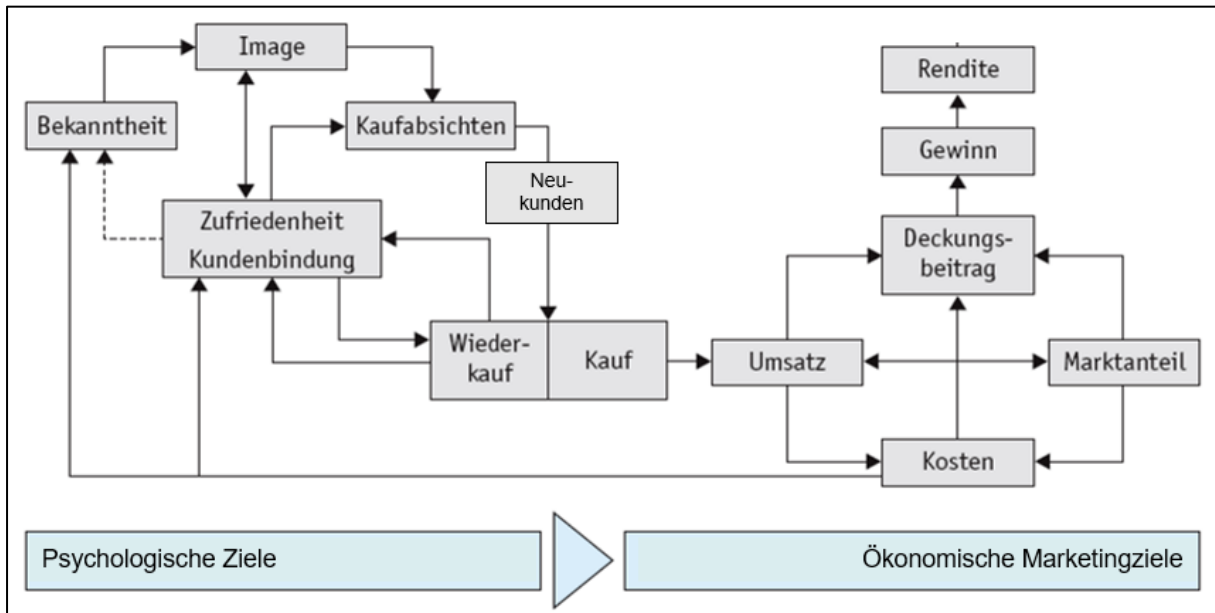 Image
Rendite
Bekanntheit
Kaufabsichten
Gewinn
Neu-
kunden
Zufriedenheit
Kundenbindung
Deckungs-
beitrag
Wieder-
kauf
Kauf
Umsatz
Marktanteil
Kosten
Psychologische Ziele
Ökonomische Marketingziele